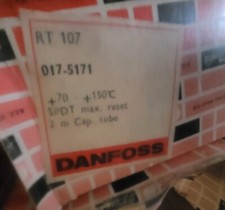 RT 107
017-5171
+70 - +150°C
SPDT max. reset
2 m Cap. tube
DANFOSS